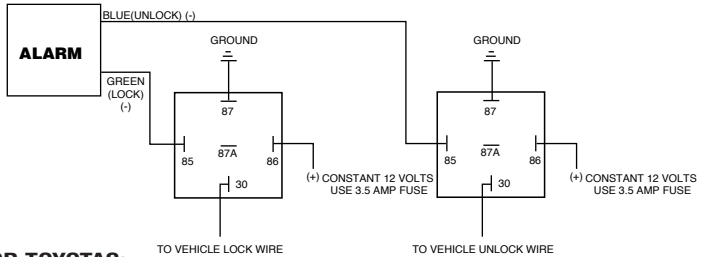 BLUE(UNLOCK) (-)
ALARM
GREEN
(LOCK)
(-)
GROUND
87
85
87A
86
30
(+) CONSTANT 12 VOLTS
USE 3.5 AMP FUSE
TO VEHICLE LOCK WIRE
GROUND
87
85
87A
86
30
(+) CONSTANT 12 VOLTS
USE 3.5 AMP FUSE
TO VEHICLE UNLOCK WIRE